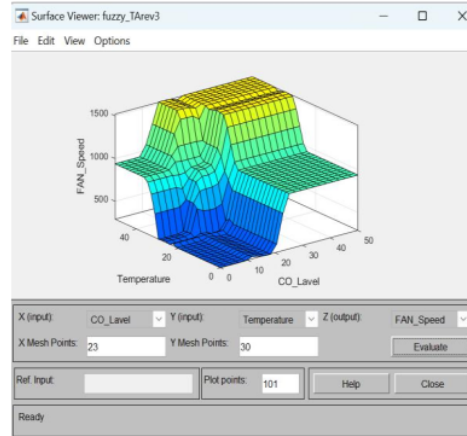 Surface Viewer: fuzzy_TArev3
File Edit View Options
1500
1000
500
FAN_Speed
40
20
0
Temperature
0
10
20
30
40
50
CO_Lavel
X (input): CO_Lavel Y (input): Temperature Z (output): FAN_Speed
X Mesh Points: 23 Y Mesh Points: 30 Evaluate
Ref. Input: Plot points: 101 Help Close
Ready